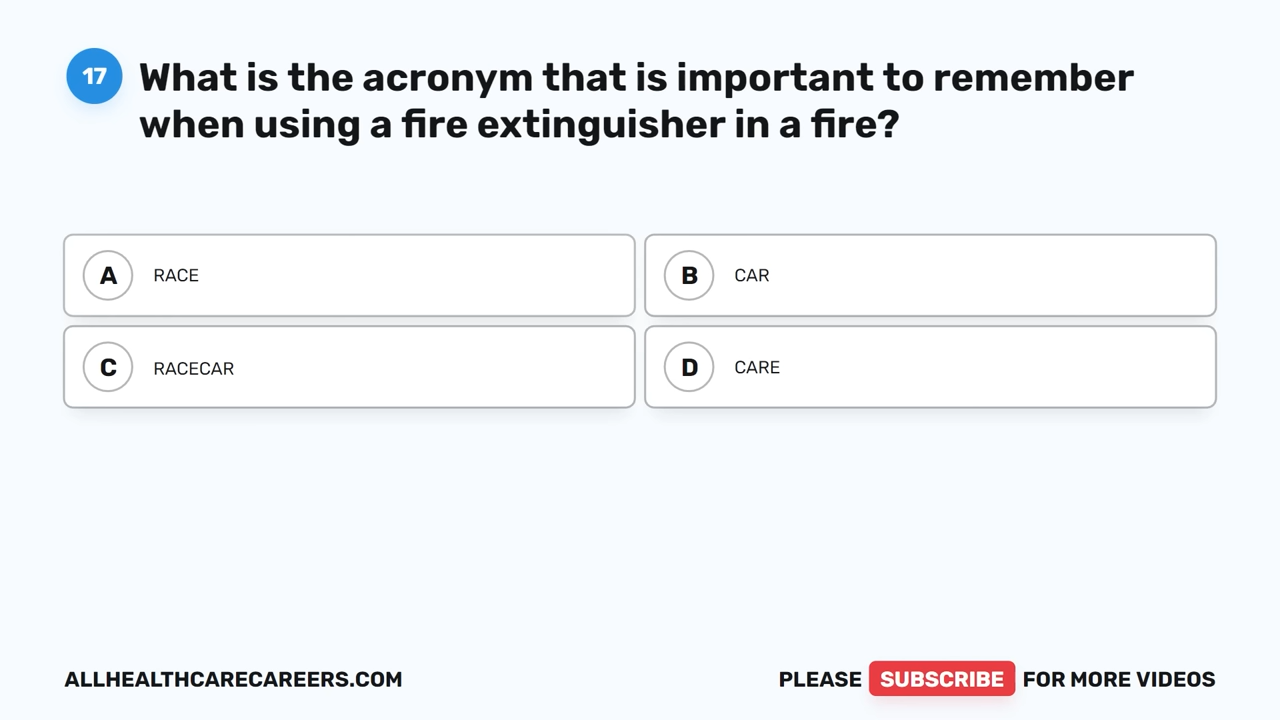 17
What is the acronym that is important to remember
when using a fire extinguisher in a fire?
A RACE
B CAR
C RACECAR
D CARE
ALLHEALTHCARECAREERS.COM
PLEASE SUBSCRIBE FOR MORE VIDEOS